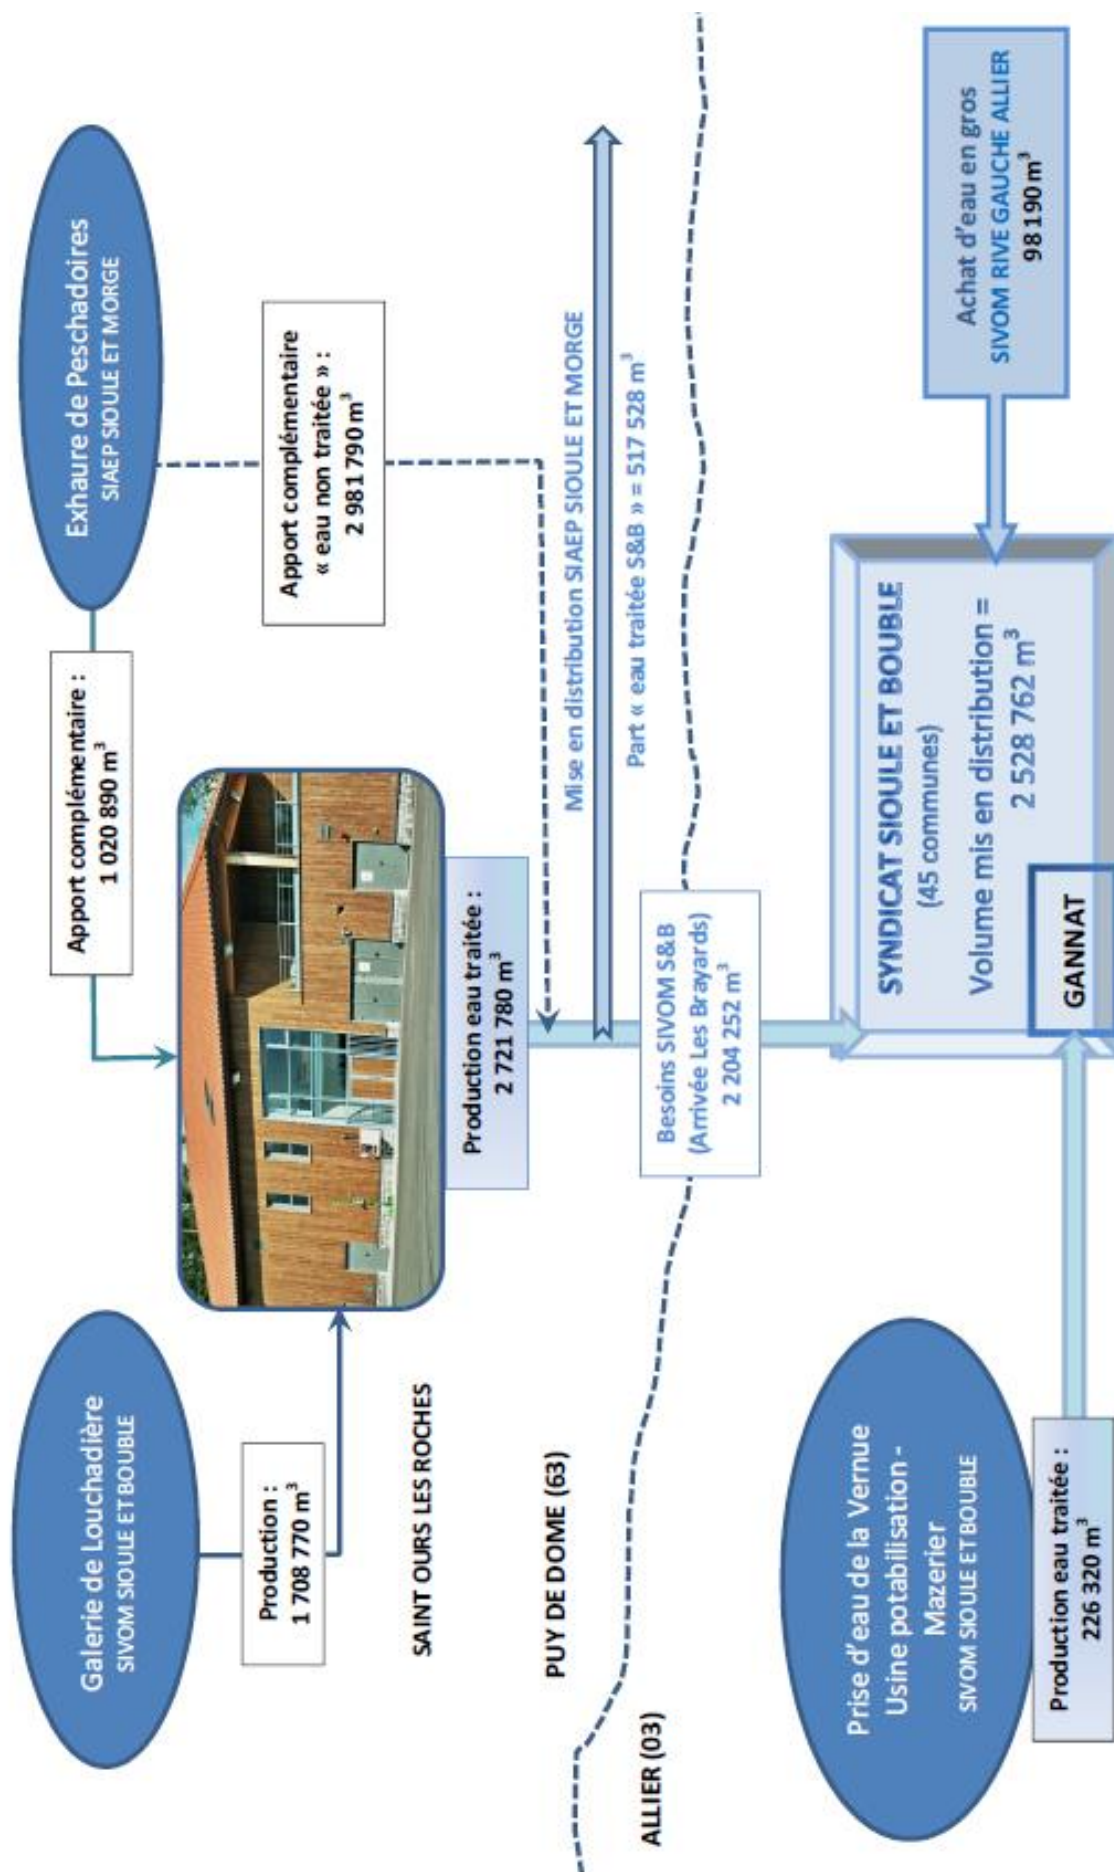 Galerie de Louchadière
SIVOM SIOULE ET BOUBLE
Exhaure de Peschadoires
SIAEP SIOULE ET MORGE
Apport complémentaire :
1 020 890 m³
Production :
1 708 770 m³
Apport complémentaire
« eau non traitée » :
2 981 790 m³
SAINT OURS LES ROCHES
Production eau traitée :
2 721 780 m³
PUY DE DOME (63)
Mise en distribution SIAEP SIOULE ET MORGE
Part « eau traitée S&B » = 517 528 m³
ALLIER (03)
Besoins SIVOM S&B
(Arrivée Les Brayards)
2 204 252 m³
Prise d'eau de la Vernue
Usine potabilisation -
Mazerier
SIVOM SIOULE ET BOUBLE
Production eau traitée :
226 320 m³
SYNDICAT SIOULE ET BOUBLE
(45 communes)
Volume mis en distribution =
2 528 762 m³
GANNAT
Achat d'eau en gros
SIVOM RIVE GAUCHE ALLIER
98 190 m³